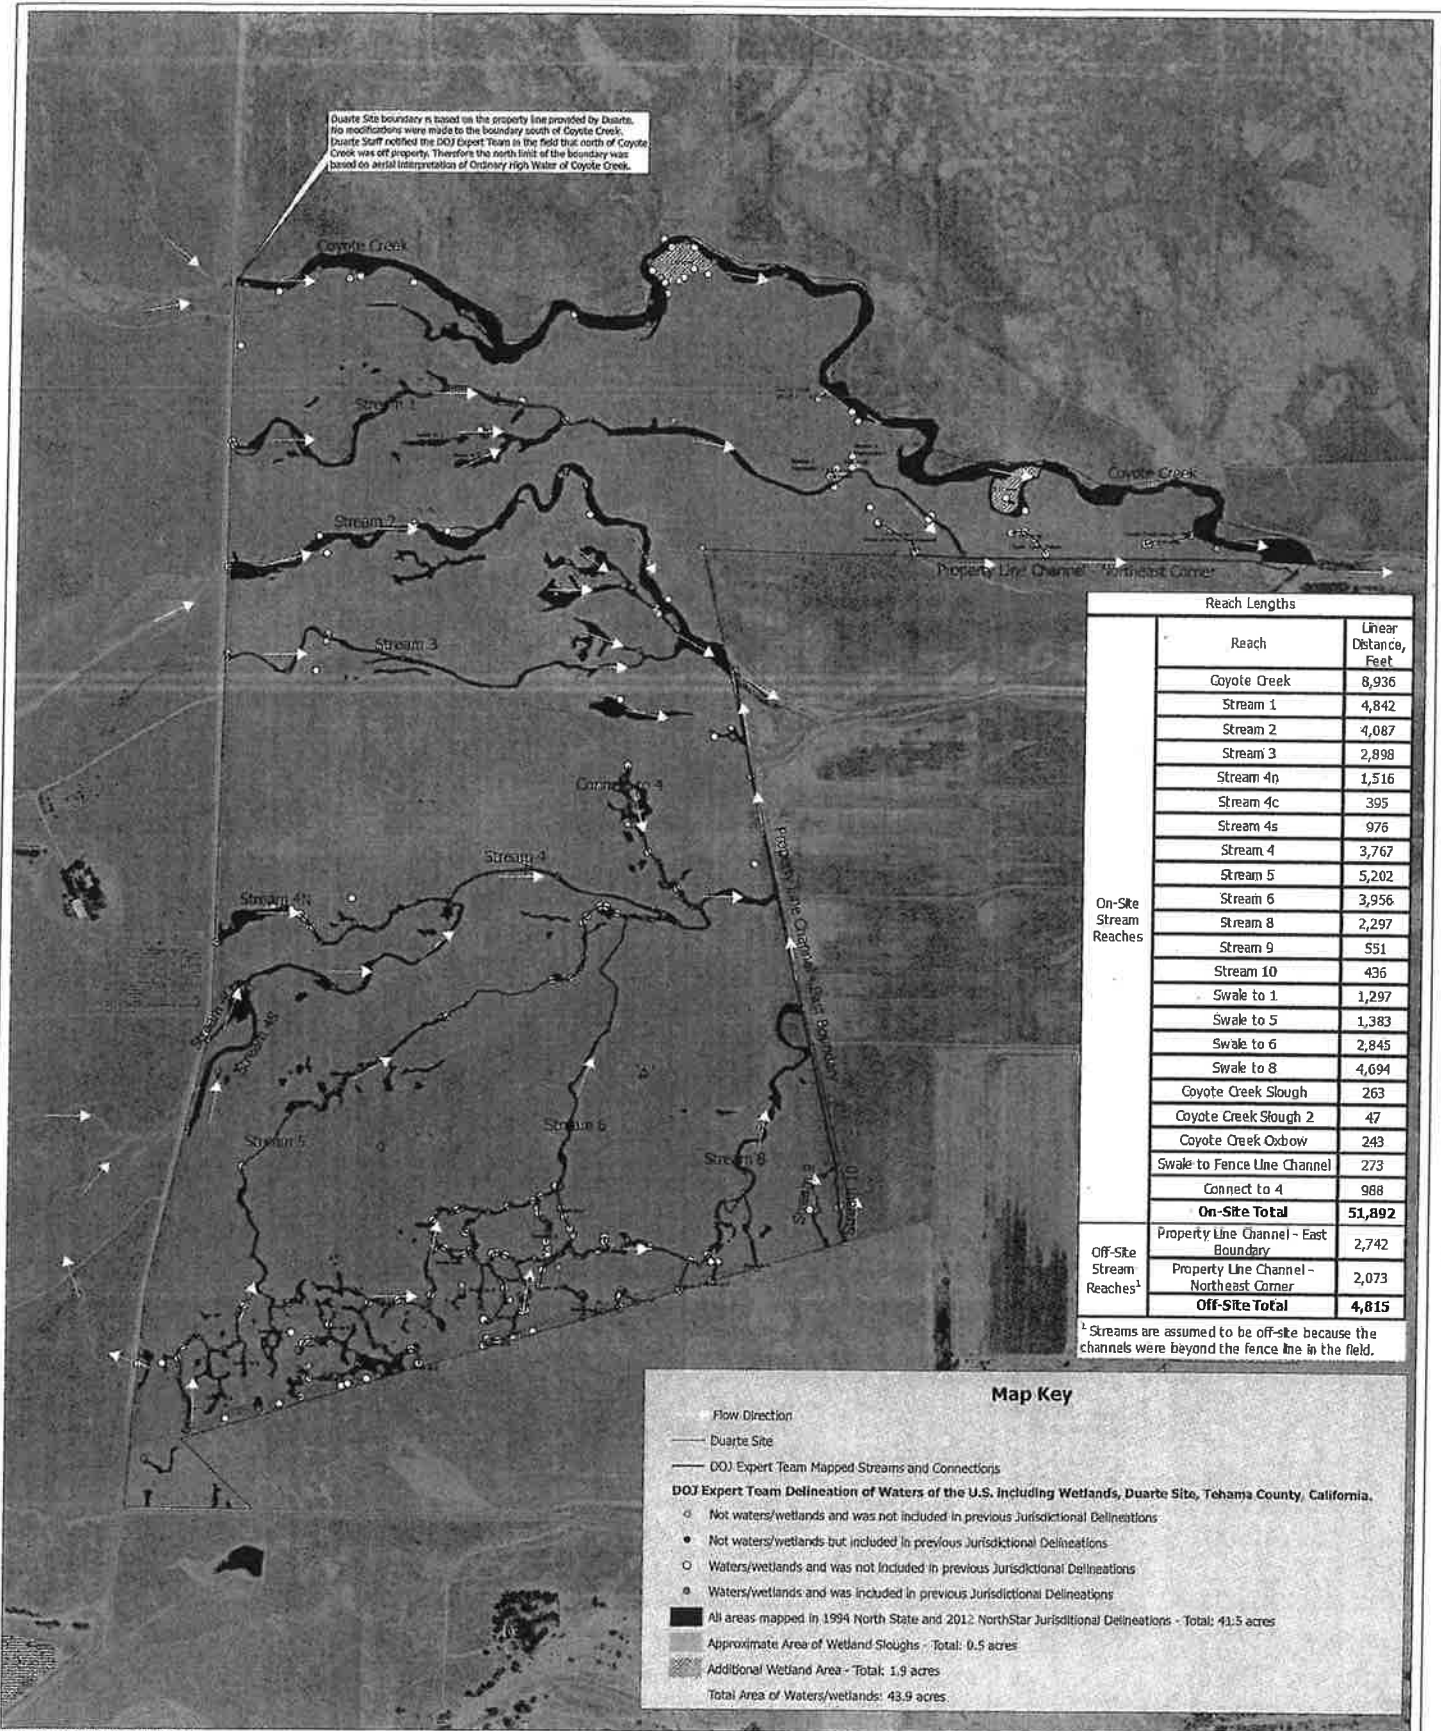 Duarte Site boundary is based on the property line provided by Duarte.
No modifications were made to the boundary south of Coyote Creek.
Duarte Staff notified the DOJ Expert Team in the field that north of Coyote
Creek was off property. Therefore the north limit of the boundary was
based on aerial interpretation of Ordinary High Water of Coyote Creek.
Coyote Creek
Stream 1
Coyote Creek
Stream 2
Property Line Channel - Northeast Corner
Stream 3
Connect to 4
Stream 4
Stream 4N
Property Line Channel - East Boundary
Stream
Stream 4S
Stream 5
Stream 6
Stream 8
Stream 9
Stream 10
Reach Lengths
On-Site Stream Reaches
Reach Linear Distance, Feet
Coyote Creek 8,936
Stream 1 4,842
Stream 2 4,087
Stream 3 2,898
Stream 4n 1,516
Stream 4c 395
Stream 4s 976
Stream 4 3,767
Stream 5 5,202
Stream 6 3,956
Stream 8 2,297
Stream 9 551
Stream 10 436
Swale to 1 1,297
Swale to 5 1,383
Swale to 6 2,845
Swale to 8 4,694
Coyote Creek Slough 263
Coyote Creek Slough 2 47
Coyote Creek Oxbow 243
Swale to Fence Line Channel 273
Connect to 4 988
On-Site Total 51,892
Off-Site Stream Reaches¹
Property Line Channel - East Boundary 2,742
Property Line Channel - Northeast Corner 2,073
Off-Site Total 4,815
¹ Streams are assumed to be off-site because the
channels were beyond the fence line in the field.
Map Key
Flow Direction
Duarte Site
DOJ Expert Team Mapped Streams and Connections
DOJ Expert Team Delineation of Waters of the U.S. Including Wetlands, Duarte Site, Tehama County, California.
Not waters/wetlands and was not included in previous Jurisdictional Delineations
Not waters/wetlands but included in previous Jurisdictional Delineations
Waters/wetlands and was not included in previous Jurisdictional Delineations
Waters/wetlands and was included in previous Jurisdictional Delineations
All areas mapped in 1994 North State and 2012 NorthStar Jurisditional Delineations - Total: 41.5 acres
Approximate Area of Wetland Sloughs - Total: 0.5 acres
Additional Wetland Area - Total: 1.9 acres
Total Area of Waters/wetlands: 43.9 acres